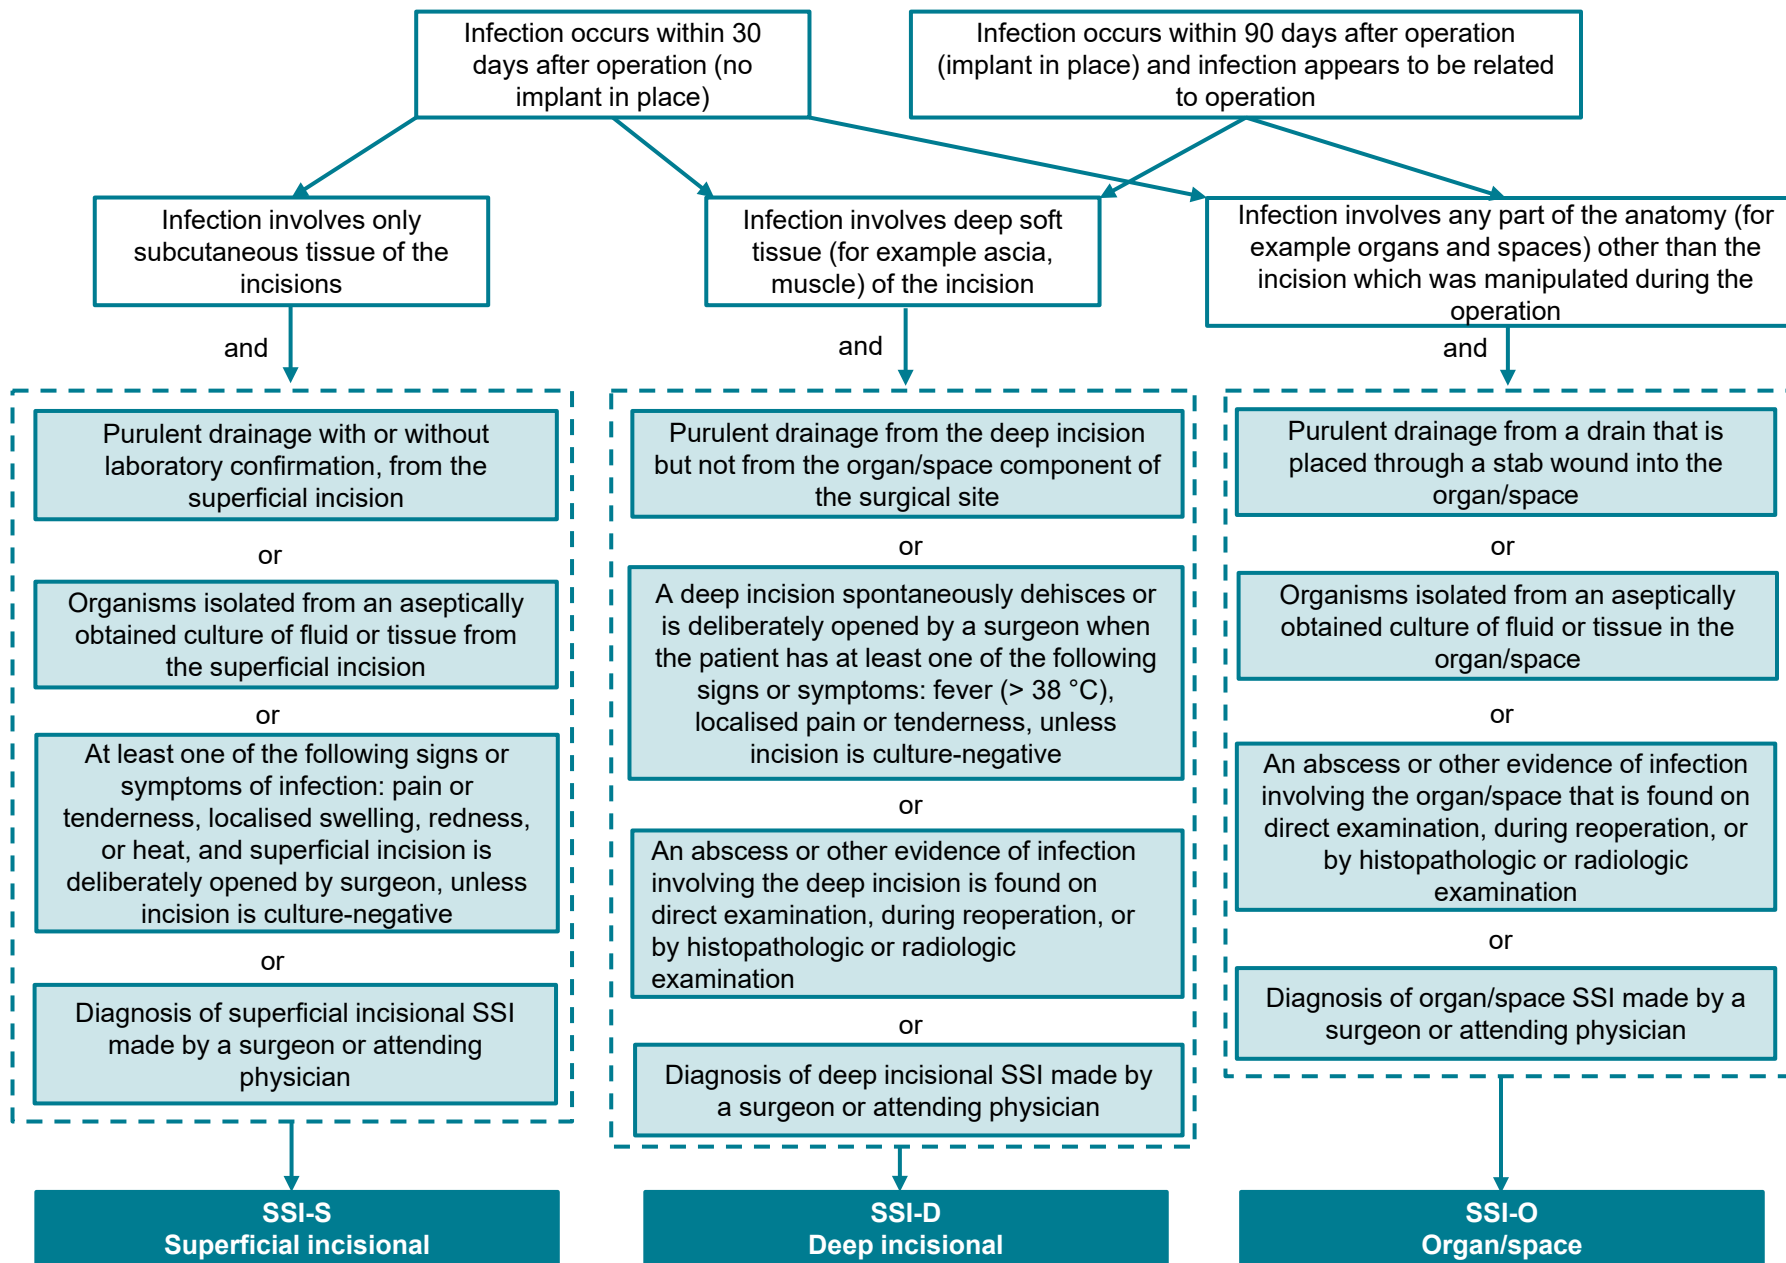 Infection occurs within 30
days after operation (no
implant in place)
Infection occurs within 90 days after operation
(implant in place) and infection appears to be related
to operation
Infection involves only
subcutaneous tissue of the
incisions
Infection involves deep soft
tissue (for example ascia,
muscle) of the incision
Infection involves any part of the anatomy (for
example organs and spaces) other than the
incision which was manipulated during the
operation
and
and
and
Purulent drainage with or without
laboratory confirmation, from the
superficial incision
or
Organisms isolated from an aseptically
obtained culture of fluid or tissue from
the superficial incision
or
At least one of the following signs or
symptoms of infection: pain or
tenderness, localised swelling, redness,
or heat, and superficial incision is
deliberately opened by surgeon, unless
incision is culture-negative
or
Diagnosis of superficial incisional SSI
made by a surgeon or attending
physician
SSI-S
Superficial incisional
Purulent drainage from the deep incision
but not from the organ/space component of
the surgical site
or
A deep incision spontaneously dehisces or
is deliberately opened by a surgeon when
the patient has at least one of the following
signs or symptoms: fever (> 38 °C),
localised pain or tenderness, unless
incision is culture-negative
or
An abscess or other evidence of infection
involving the deep incision is found on
direct examination, during reoperation, or
by histopathologic or radiologic
examination
or
Diagnosis of deep incisional SSI made by
a surgeon or attending physician
SSI-D
Deep incisional
Purulent drainage from a drain that is
placed through a stab wound into the
organ/space
or
Organisms isolated from an aseptically
obtained culture of fluid or tissue in the
organ/space
or
An abscess or other evidence of infection
involving the organ/space that is found on
direct examination, during reoperation, or
by histopathologic or radiologic
examination
or
Diagnosis of organ/space SSI made by a
surgeon or attending physician
SSI-O
Organ/space